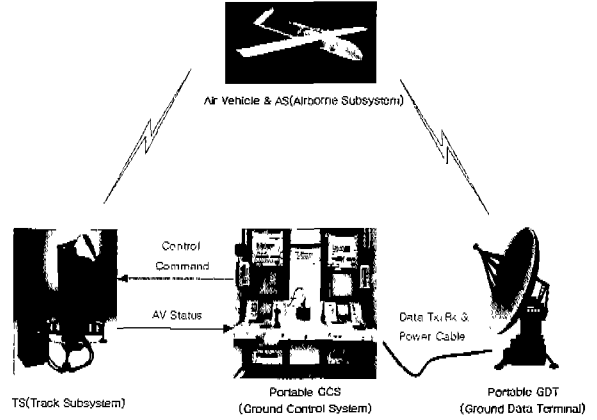 Air Vehicle & AS(Airborne Subsystem)
Control
Command
AV Status
Data Tx/Rx &
Power Cable
TS(Track Subsystem)
Portable GCS
(Ground Control System)
Portable GDT
(Ground Data Terminal)